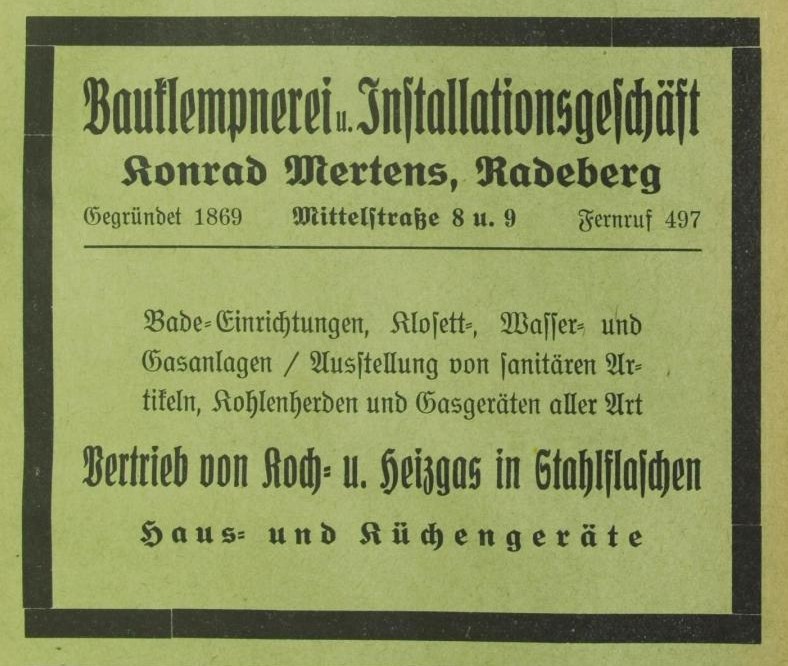 Bauklempnerei u. Installationsgeschäft
Konrad Mertens, Radeberg
Gegründet 1869 Mittelstraße 8 u. 9 Fernruf 497
Bade-Einrichtungen, Klosett-, Wasser- und
Gasanlagen / Ausstellung von sanitären Ar-
tikeln, Kohlenherden und Gasgeräten aller Art
Vertrieb von Koch- u. Heizgas in Stahlflaschen
Haus- und Küchengeräte